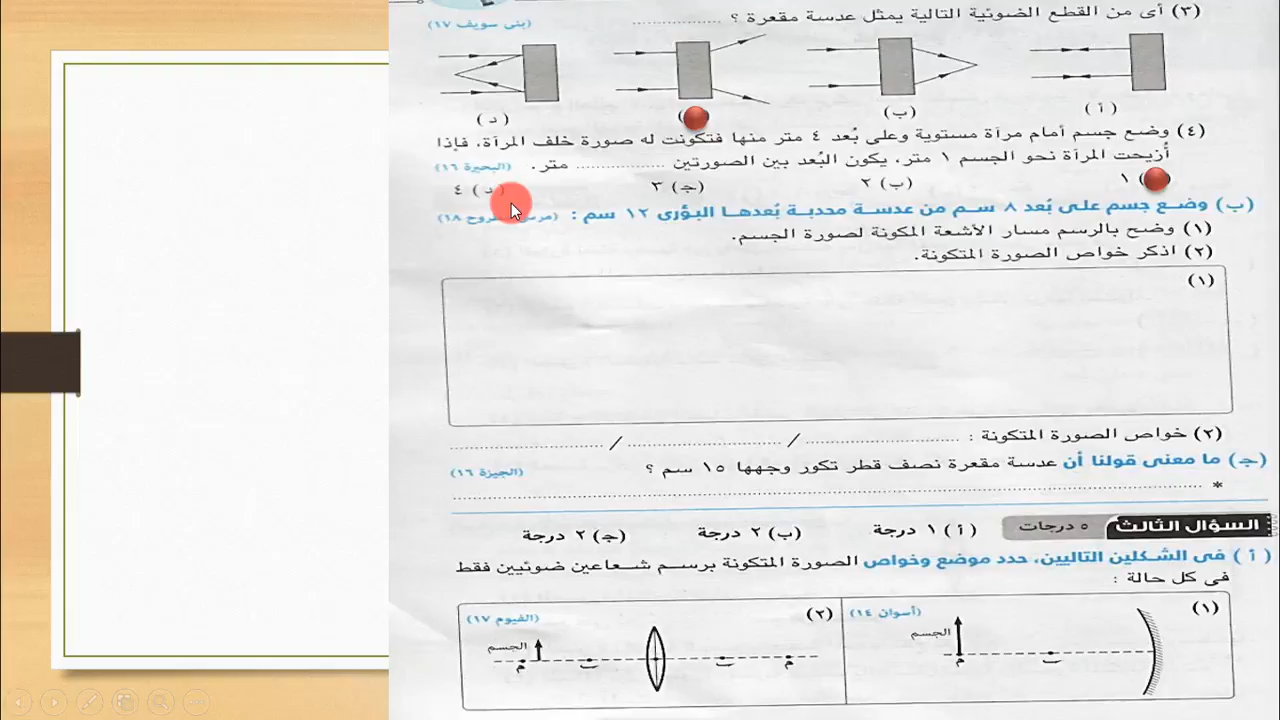 (٣) أى من القطع الضوئية التالية يمثل عدسة مقعرة ؟ ............ (بنى سويف ١٧)
(أ) (ب) (د)
(٤) وضع جسم أمام مرآة مستوية وعلى بُعد ٤ متر منها فتكونت له صورة خلف المرآة. فإذا
أُزيحت المرآة نحو الجسم ١ متر. يكون البُعد بين الصورتين ............ متر. (البحيرة ١٦)
١ (ب) ٢ (جـ) ٣ (د) ٤
(ب) وضع جسم على بُعد ٨ سم من عدسة محدبة بُعدها البؤرى ١٢ سم : مطروح ١٨)
(١) وضح بالرسم مسار الأشعة المكونة لصورة الجسم.
(٢) اذكر خواص الصورة المتكونة.
(١)
(٢) خواص الصورة المتكونة : ............ / ............ / ............
(جـ) ما معنى قولنا أن عدسة مقعرة نصف قطر تكور وجهها ١٥ سم ؟ (الجيزة ١٦)
* ............
السؤال الثالث ٥ درجات (أ) ١ درجة (ب) ٢ درجة (جـ) ٢ درجة
(أ) فى الشكلين التاليين، حدد موضع وخواص الصورة المتكونة برسم شعاعين ضوئيين فقط
فى كل حالة :
(١) (أسوان ١٤) (٢) (الفيوم ١٧)
الجسم الجسم
م ب م ب ب م